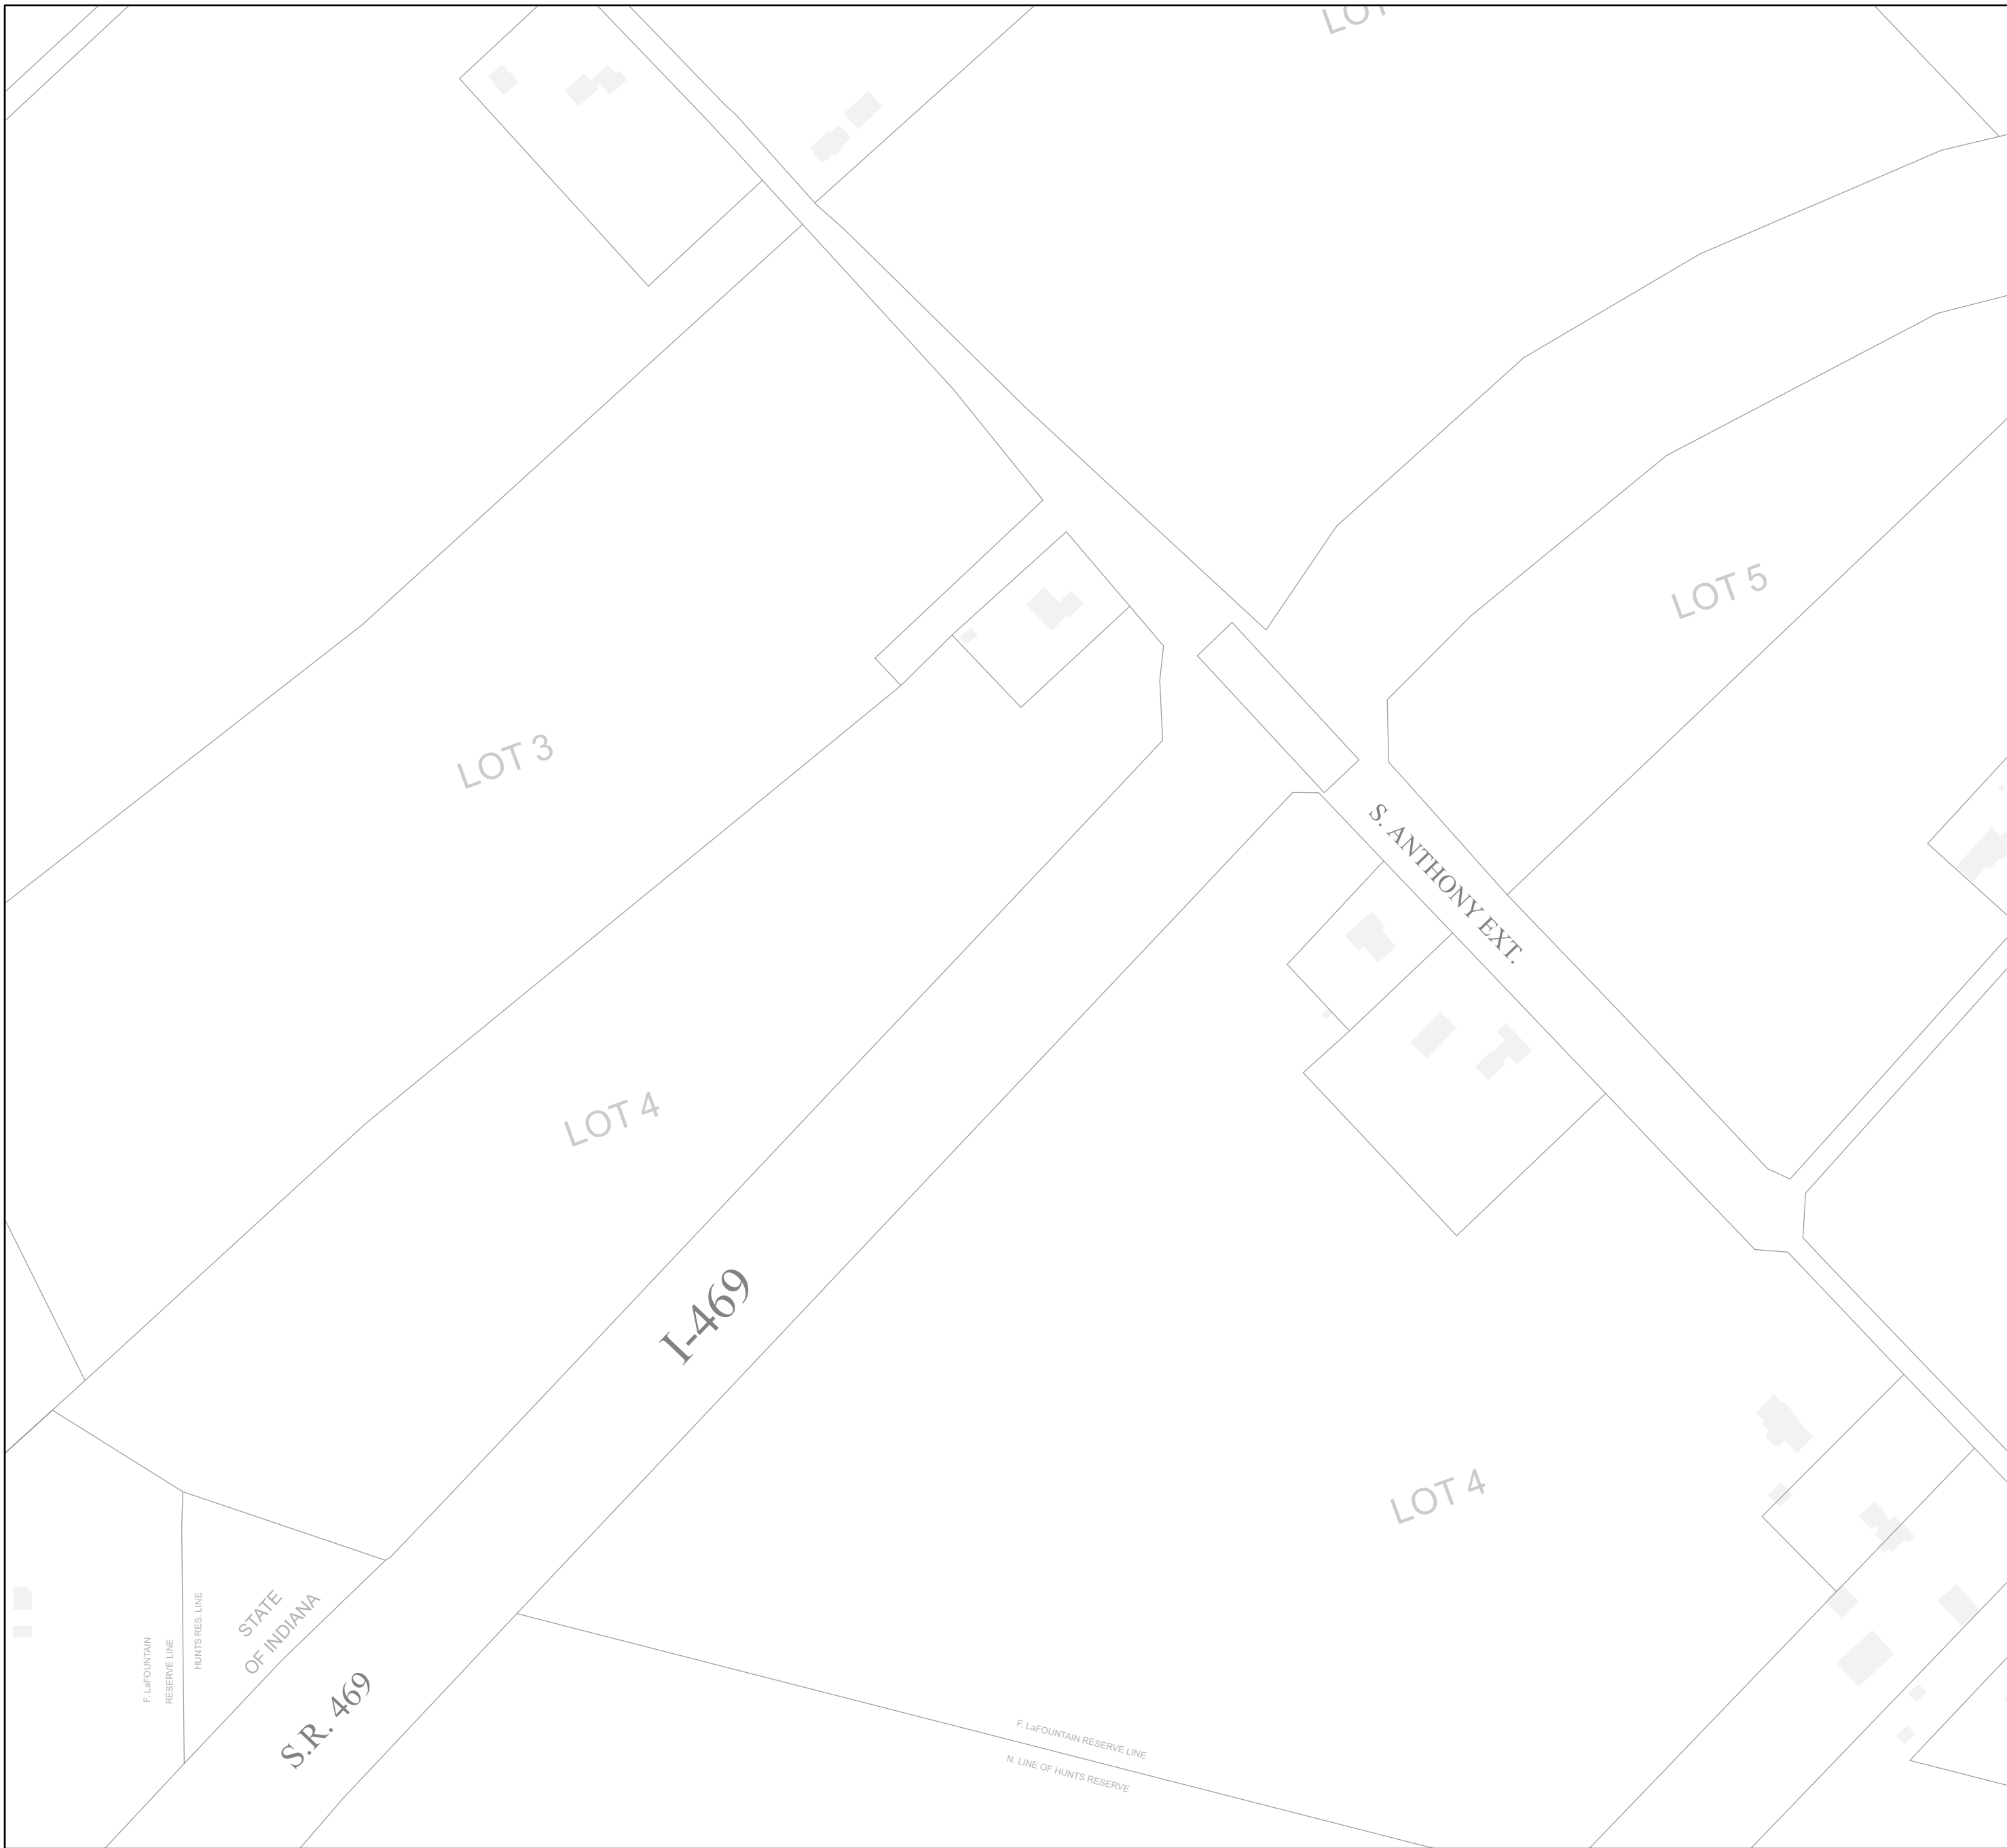 LOT
LOT 5
LOT 3
S. ANTHONY EXT.
LOT 4
I-469
LOT 4
STATE
OF INDIANA
HUNTS RES. LINE
F. LaFOUNTAIN
RESERVE LINE
S.R. 469
F. LaFOUNTAIN RESERVE LINE
N. LINE OF HUNTS RESERVE